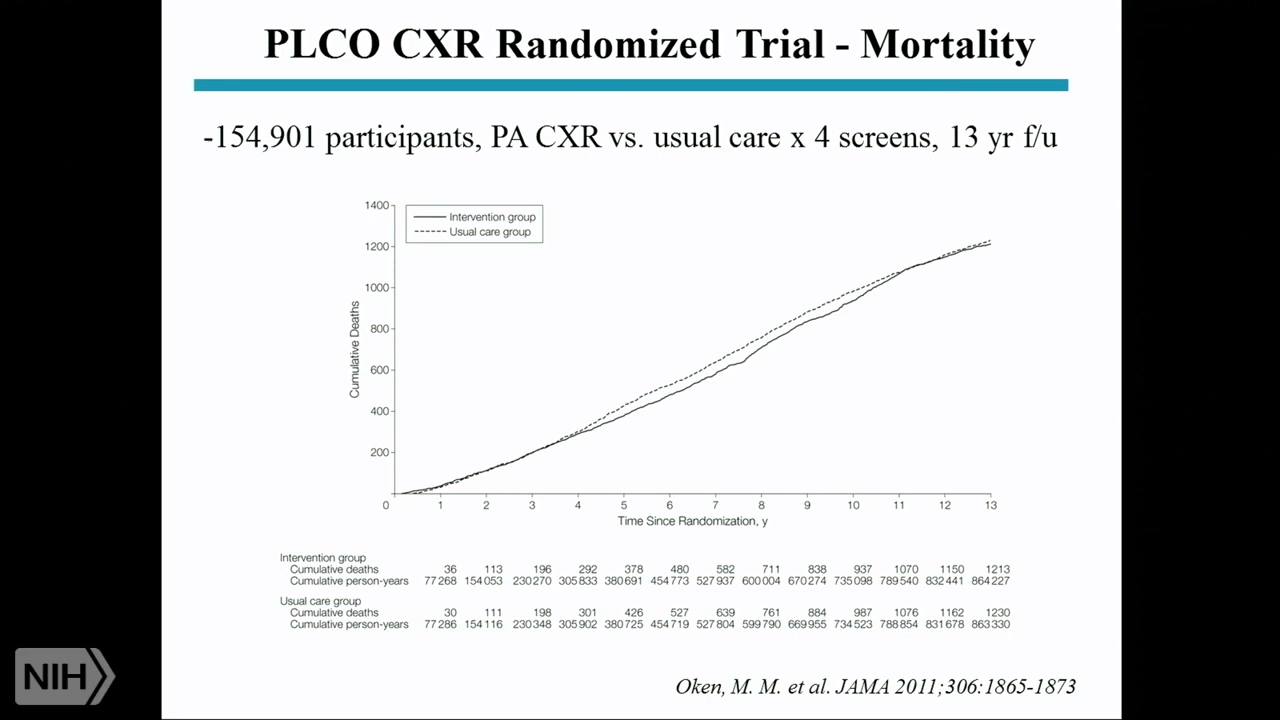 PLCO CXR Randomized Trial - Mortality
-154,901 participants, PA CXR vs. usual care x 4 screens, 13 yr f/u
1400
1200
1000
800
600
400
200
Cumulative Deaths
Intervention group
Usual care group
0 1 2 3 4 5 6 7 8 9 10 11 12 13
Time Since Randomization, y
Intervention group
Cumulative deaths 36 113 196 292 378 480 582 711 838 937 1070 1150 1213
Cumulative person-years 77 268 154 053 230 270 305 833 380 691 454 773 527 937 600 004 670 274 735 098 789 540 832 441 864 227
Usual care group
Cumulative deaths 30 111 198 301 426 527 639 761 884 987 1076 1162 1230
Cumulative person-years 77 286 154 116 230 348 305 902 380 725 454 719 527 804 599 790 669 955 734 523 788 854 831 678 863 330
NIH
Oken, M. M. et al. JAMA 2011;306:1865-1873